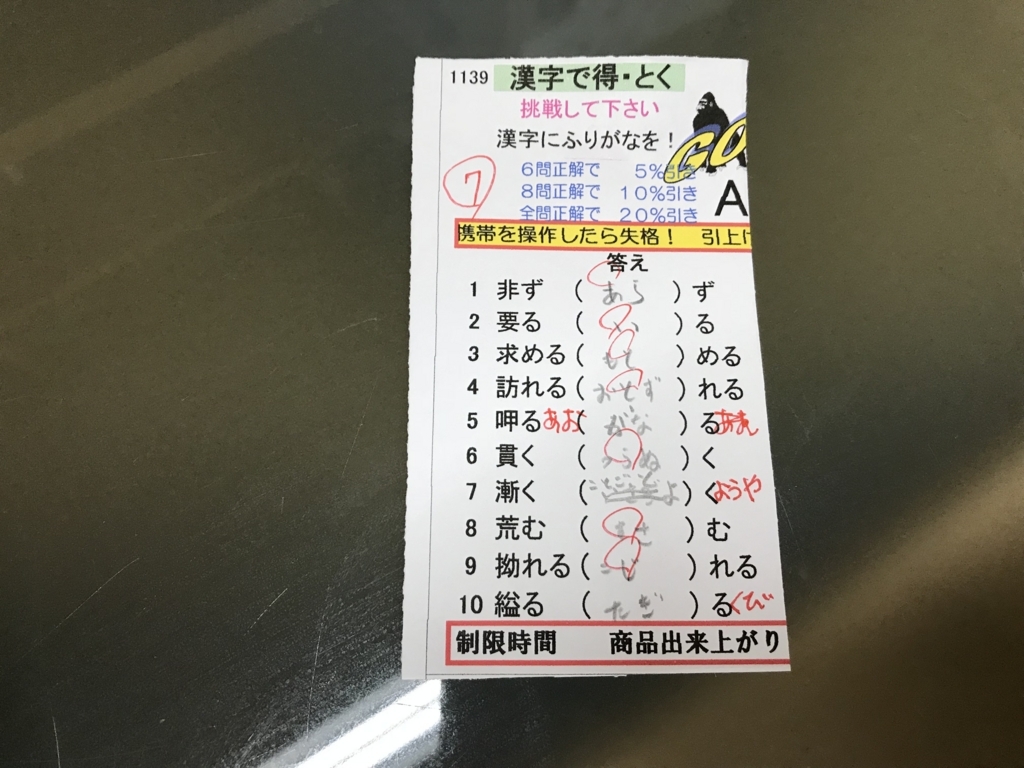 1139 漢字で得・とく
挑戦して下さい
漢字にふりがなを!
GO
7
6問正解で 5%引き
8問正解で 10%引き
全問正解で 20%引き
A
携帯を操作したら失格! 引上げ
答え
1 非ず ( あら ) ず
2 要る ( い ) る
3 求める ( もと ) める
4 訪れる ( おとず ) れる
5 呷る あお ( ) る
6 貫く ( つらぬ ) く
7 漸く ( ) く ようや
8 荒む ( すさ ) む
9 拗れる ( こじ ) れる
10 縊る ( たぎ ) る くび
制限時間 商品出来上がり